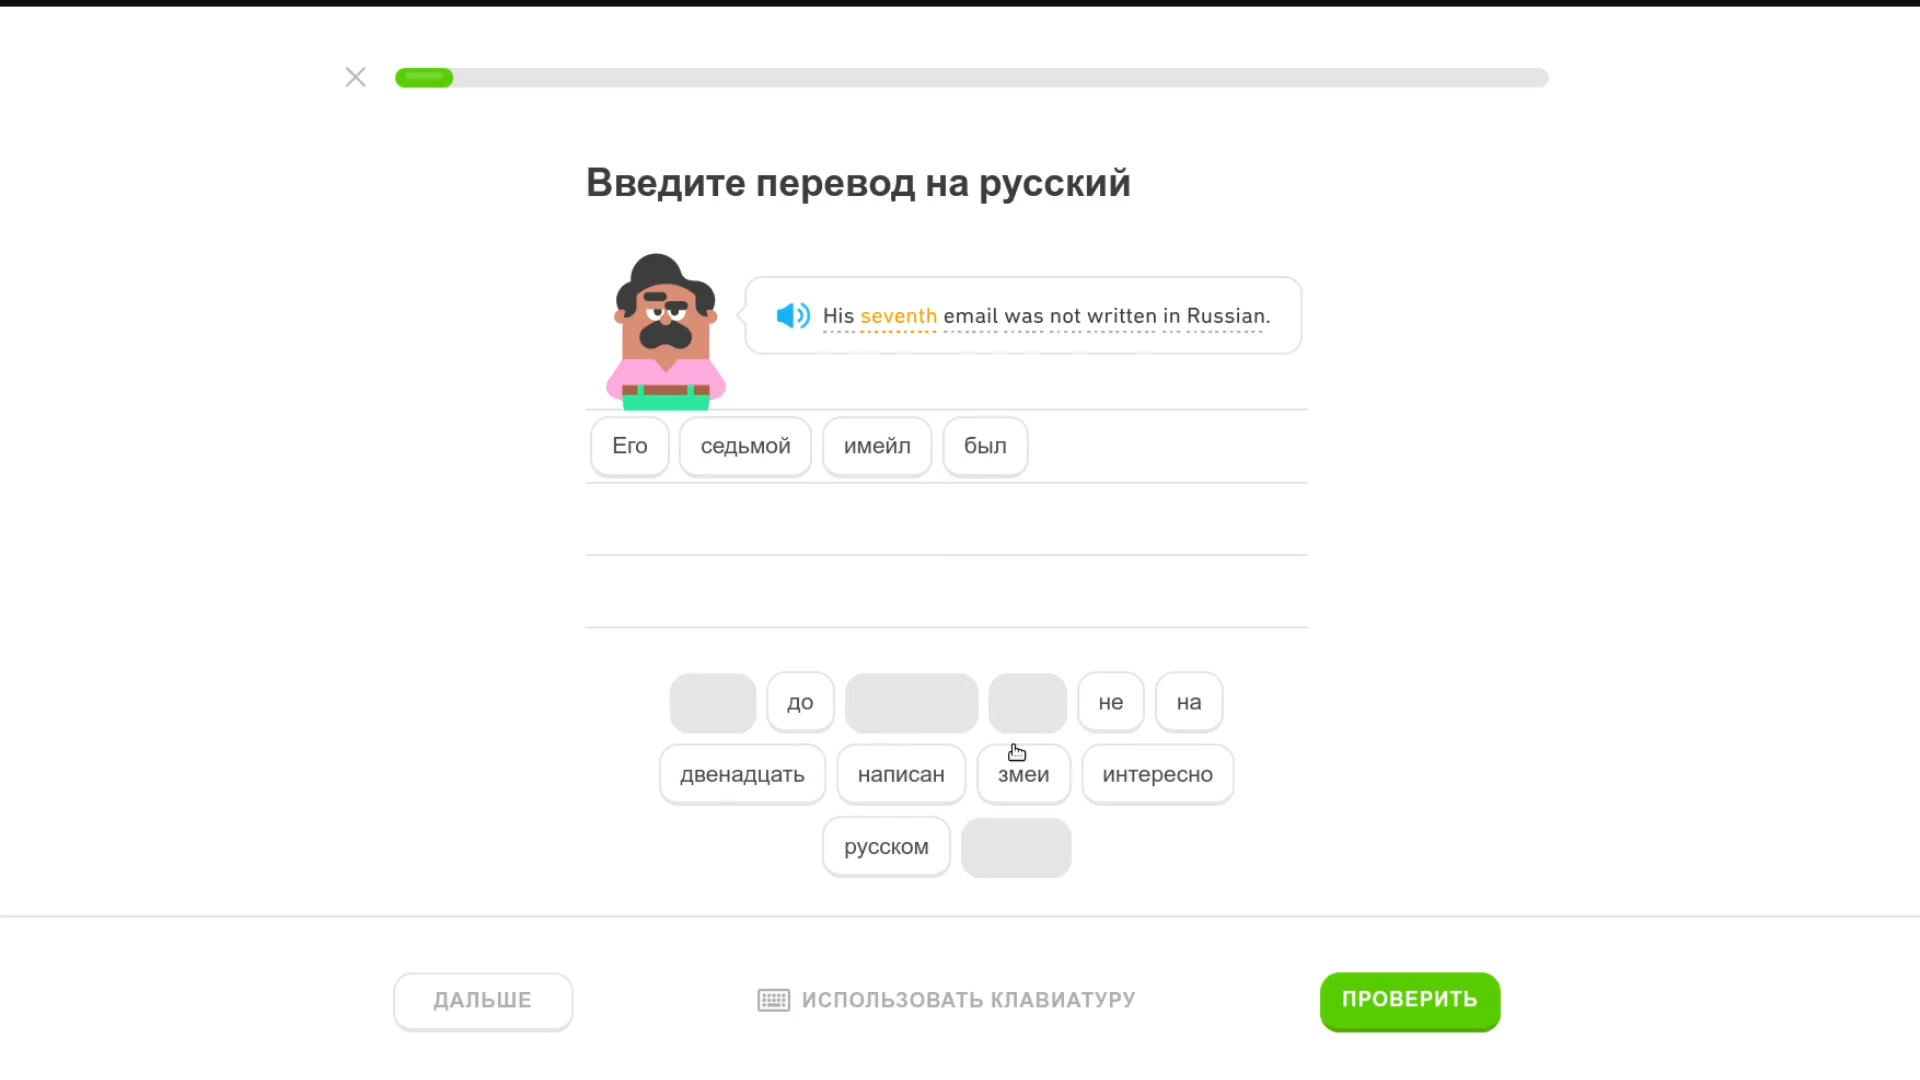 Введите перевод на русский
His seventh email was not written in Russian.
Его седьмой имейл был
до не на
двенадцать написан змеи интересно
русском
ДАЛЬШЕ ИСПОЛЬЗОВАТЬ КЛАВИАТУРУ ПРОВЕРИТЬ